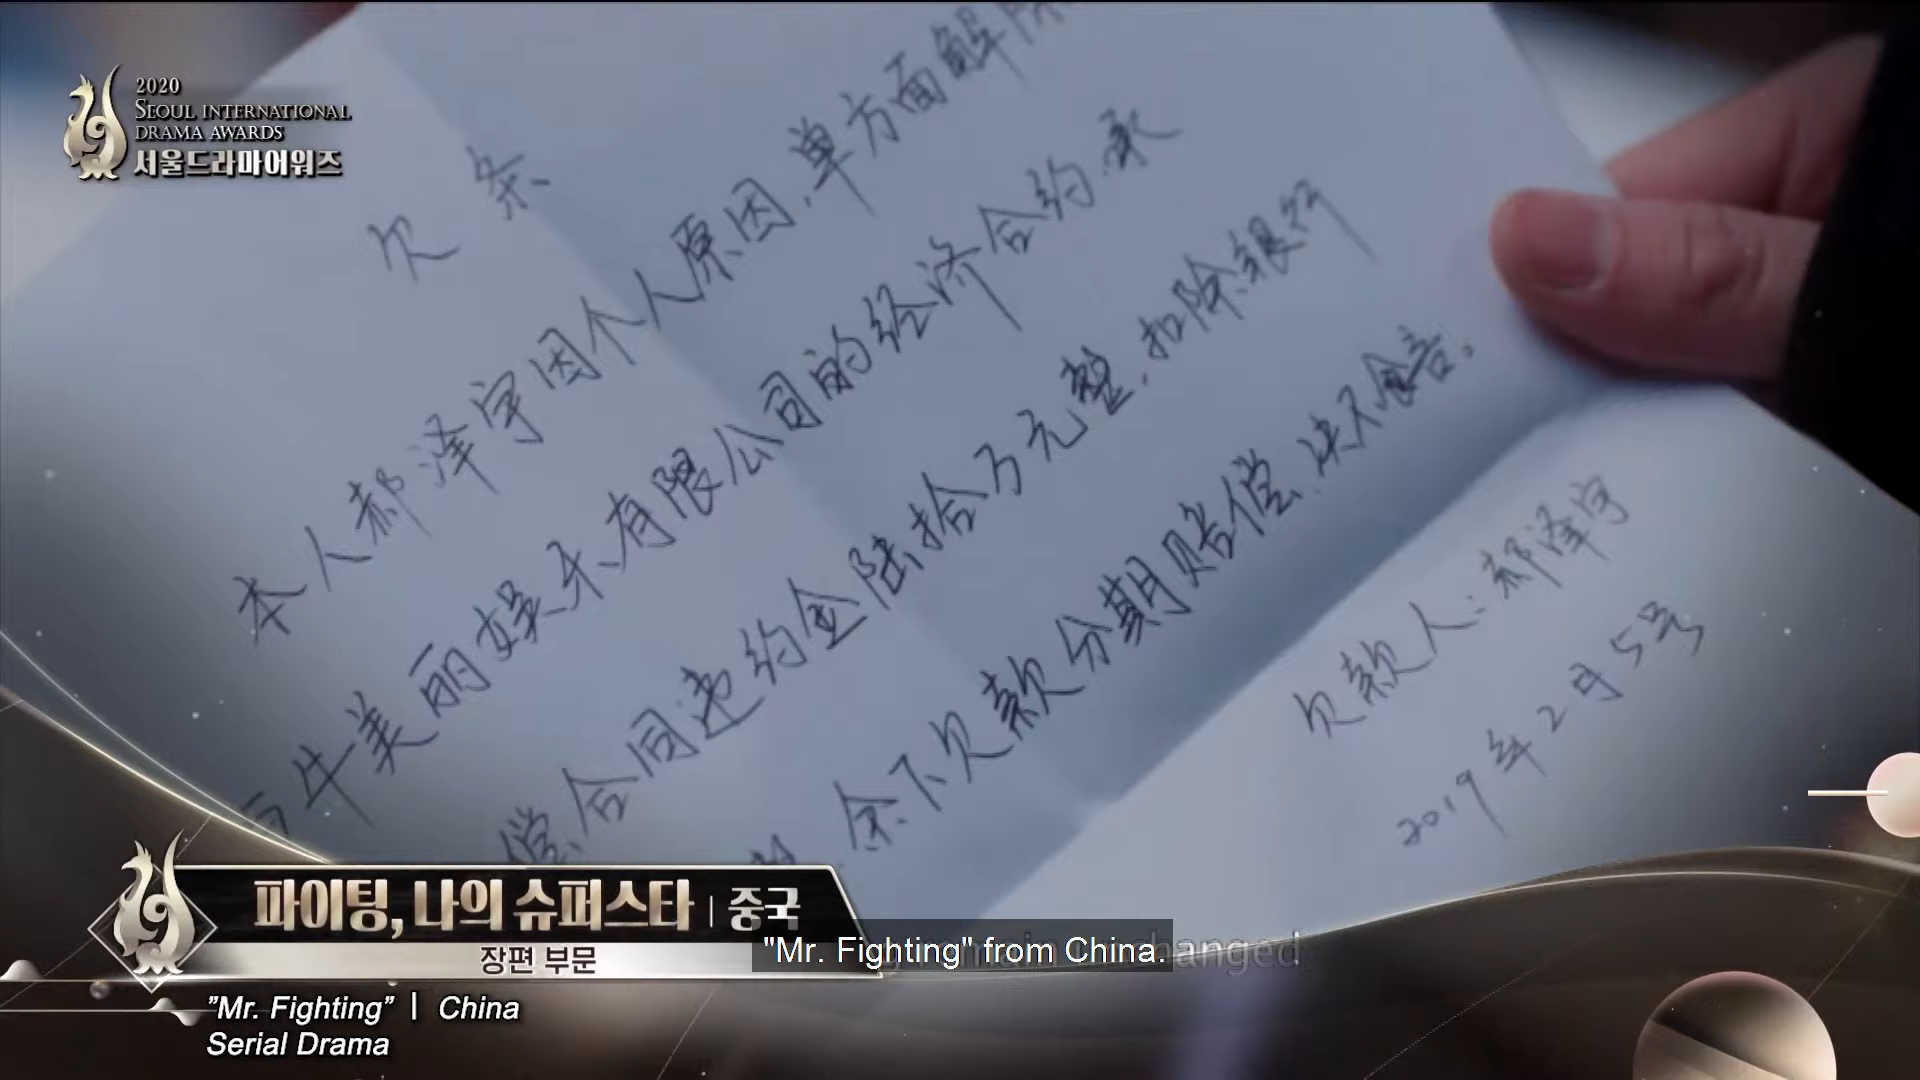 2020
SEOUL INTERNATIONAL
DRAMA AWARDS
서울드라마어워즈
欠条
本人郝泽宇因个人原因,单方面解
牛美丽娱乐有限公司的经济合约,承
偿合同违约金陆拾万元整,扣除银行
余下欠款分期赔偿,决不食言。
欠款人:郝泽宇
2019年2月5号
파이팅, 나의 슈퍼스타 | 중국
장편 부문
"Mr. Fighting" from China.
”Mr. Fighting” | China
Serial Drama